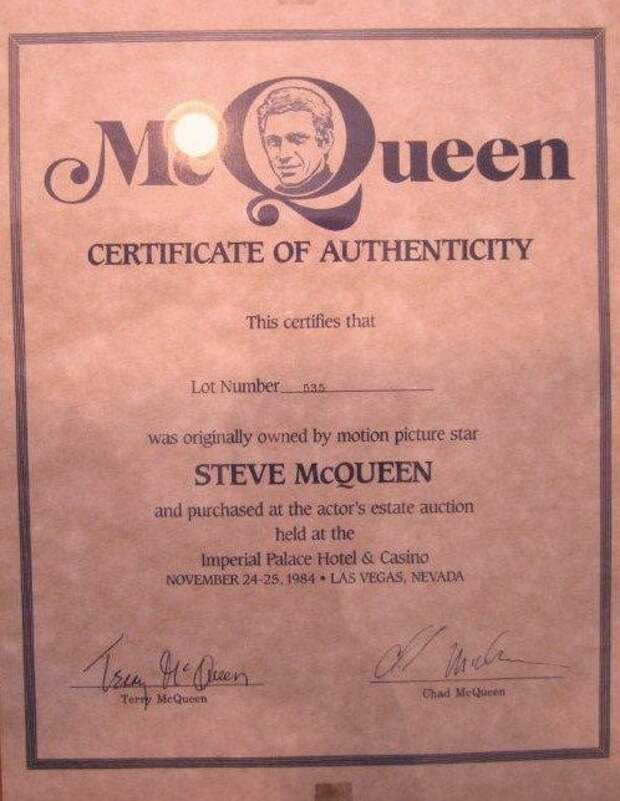 McQueen
CERTIFICATE OF AUTHENTICITY
This certifies that
Lot Number 535
was originally owned by motion picture star
STEVE McQUEEN
and purchased at the actor's estate auction
held at the
Imperial Palace Hotel & Casino
NOVEMBER 24-25, 1984 • LAS VEGAS, NEVADA
Terry McQueen
Terry McQueen
Chad McQueen